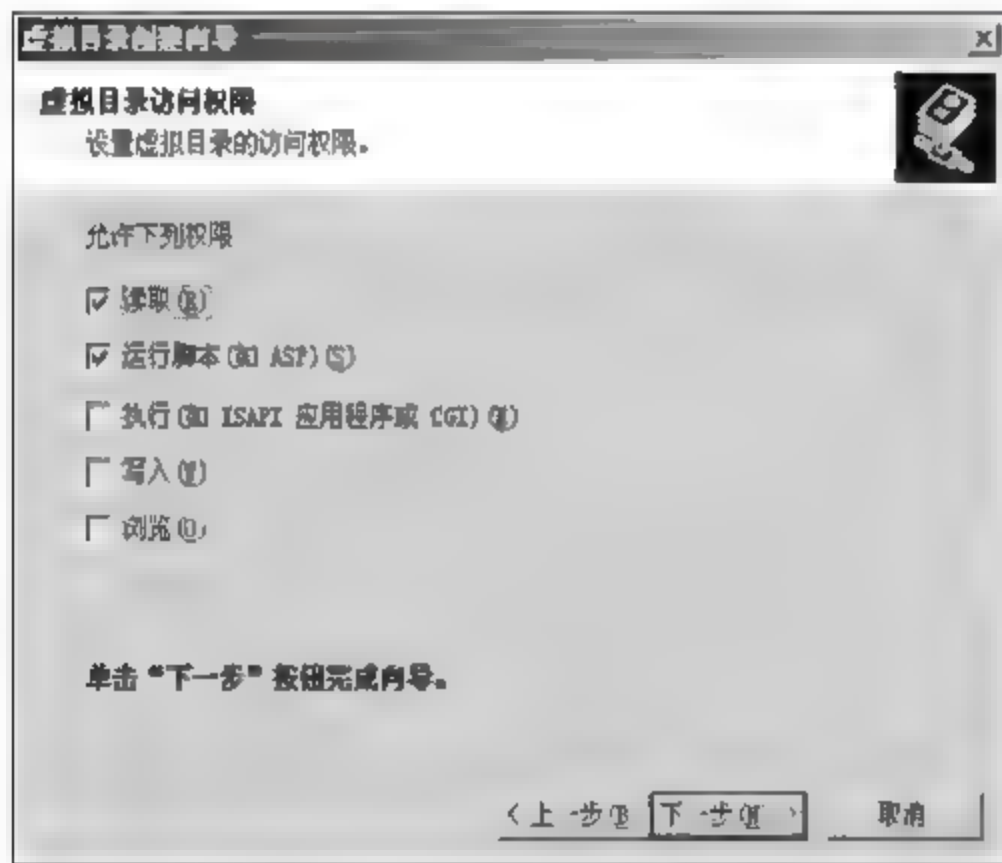 虚拟目录创建向导
虚拟目录访问权限
设置虚拟目录的访问权限。
允许下列权限
读取(R)
运行脚本(如 ASP)(S)
执行(如 ISAPI 应用程序或 CGI)
写入(W)
浏览(O)
单击“下一步”按钮完成向导。
<上一步(B) 下一步(N)> 取消